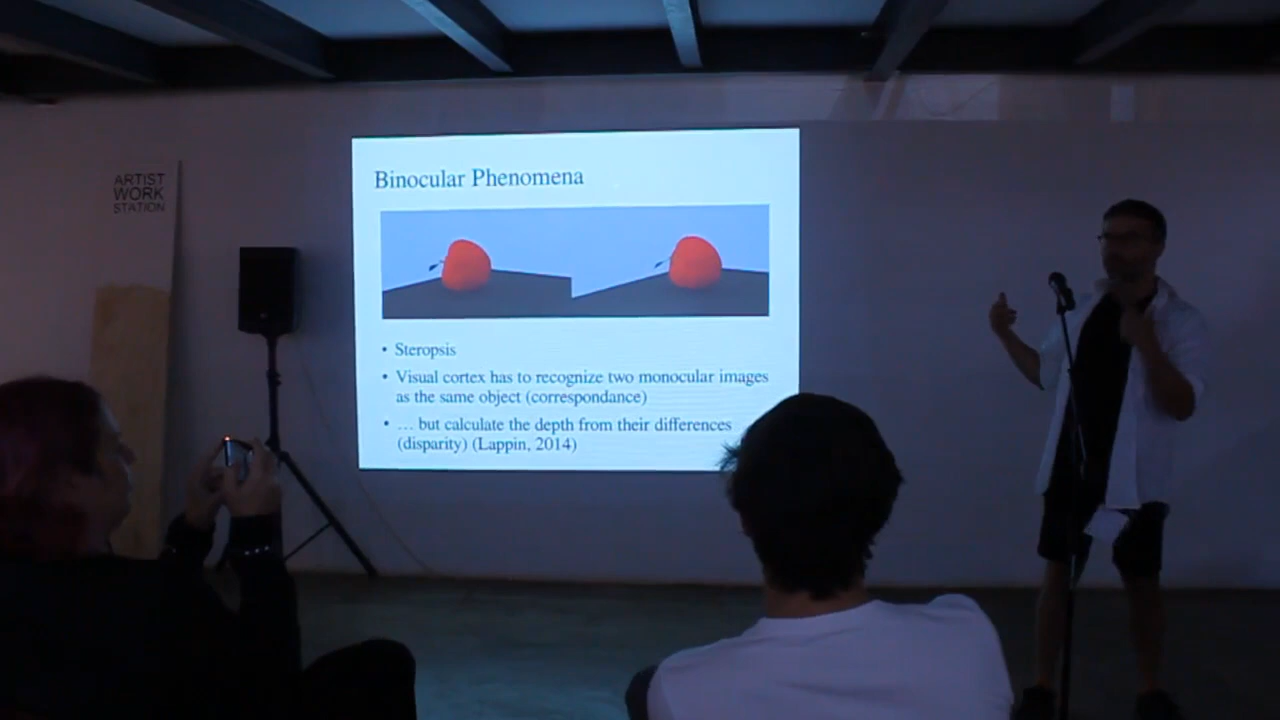 ARTIST
WORK
STATION
Binocular Phenomena
• Steropsis
• Visual cortex has to recognize two monocular images
as the same object (correspondance)
• … but calculate the depth from their differences
(disparity) (Lappin, 2014)